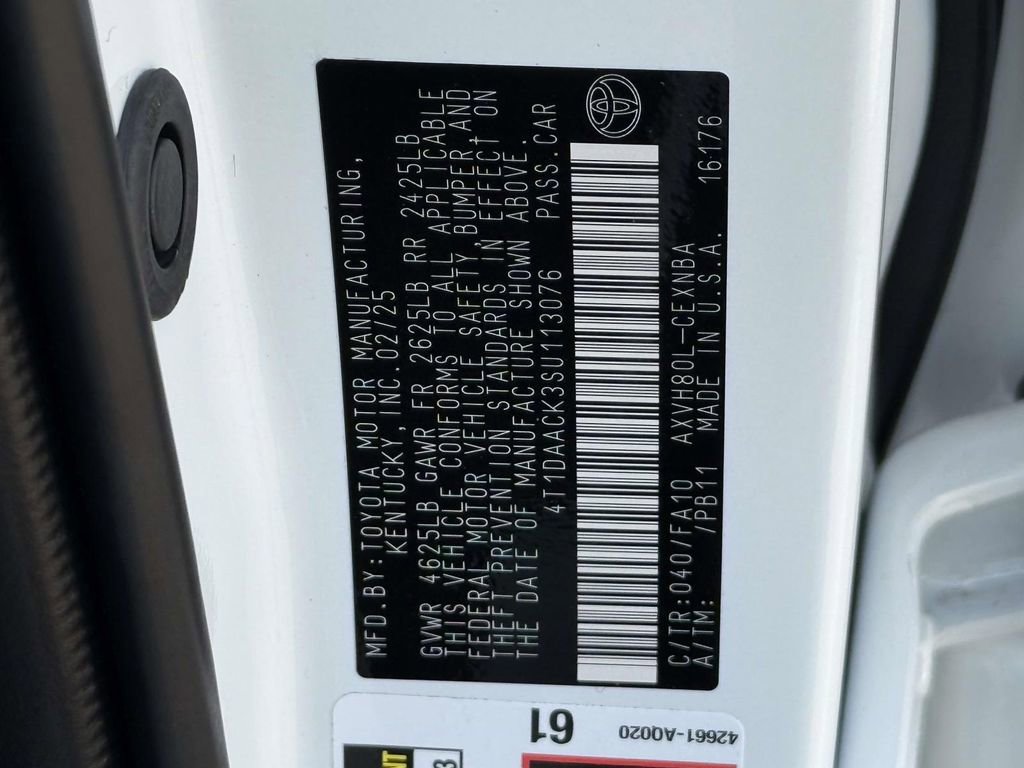 MFD.BY:TOYOTA MOTOR MANUFACTURING,
KENTUCKY, INC. 02/25
GVWR 4625LB GAWR FR 2625LB RR 2425LB
THIS VEHICLE CONFORMS TO ALL APPLICABLE
FEDERAL MOTOR VEHICLE SAFETY, BUMPER, AND
THEFT PREVENTION STANDARDS IN EFFECT ON
THE DATE OF MANUFACTURE SHOWN ABOVE.
4T1DAACK3SU113076 PASS.CAR
C/TR:040/FA10 AXVH80L-CEXNBA 16176
A/TM: /PB11 MADE IN U.S.A.
61
42661-AQ020